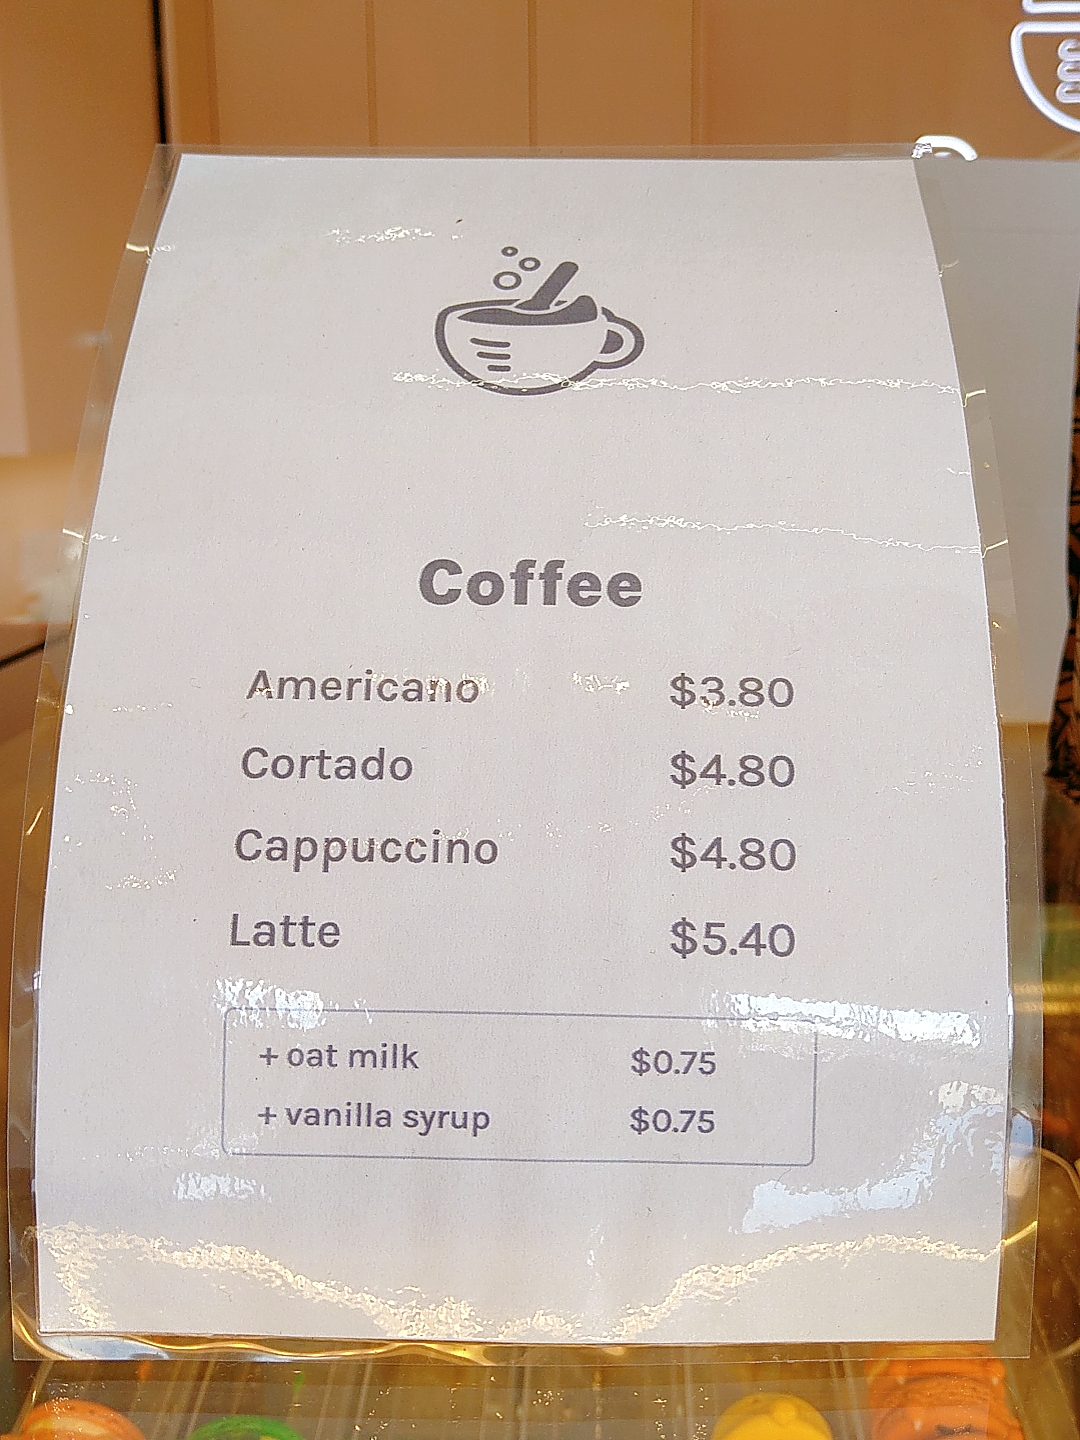 Coffee
Americano $3.80
Cortado $4.80
Cappuccino $4.80
Latte $5.40
+ oat milk $0.75
+ vanilla syrup $0.75